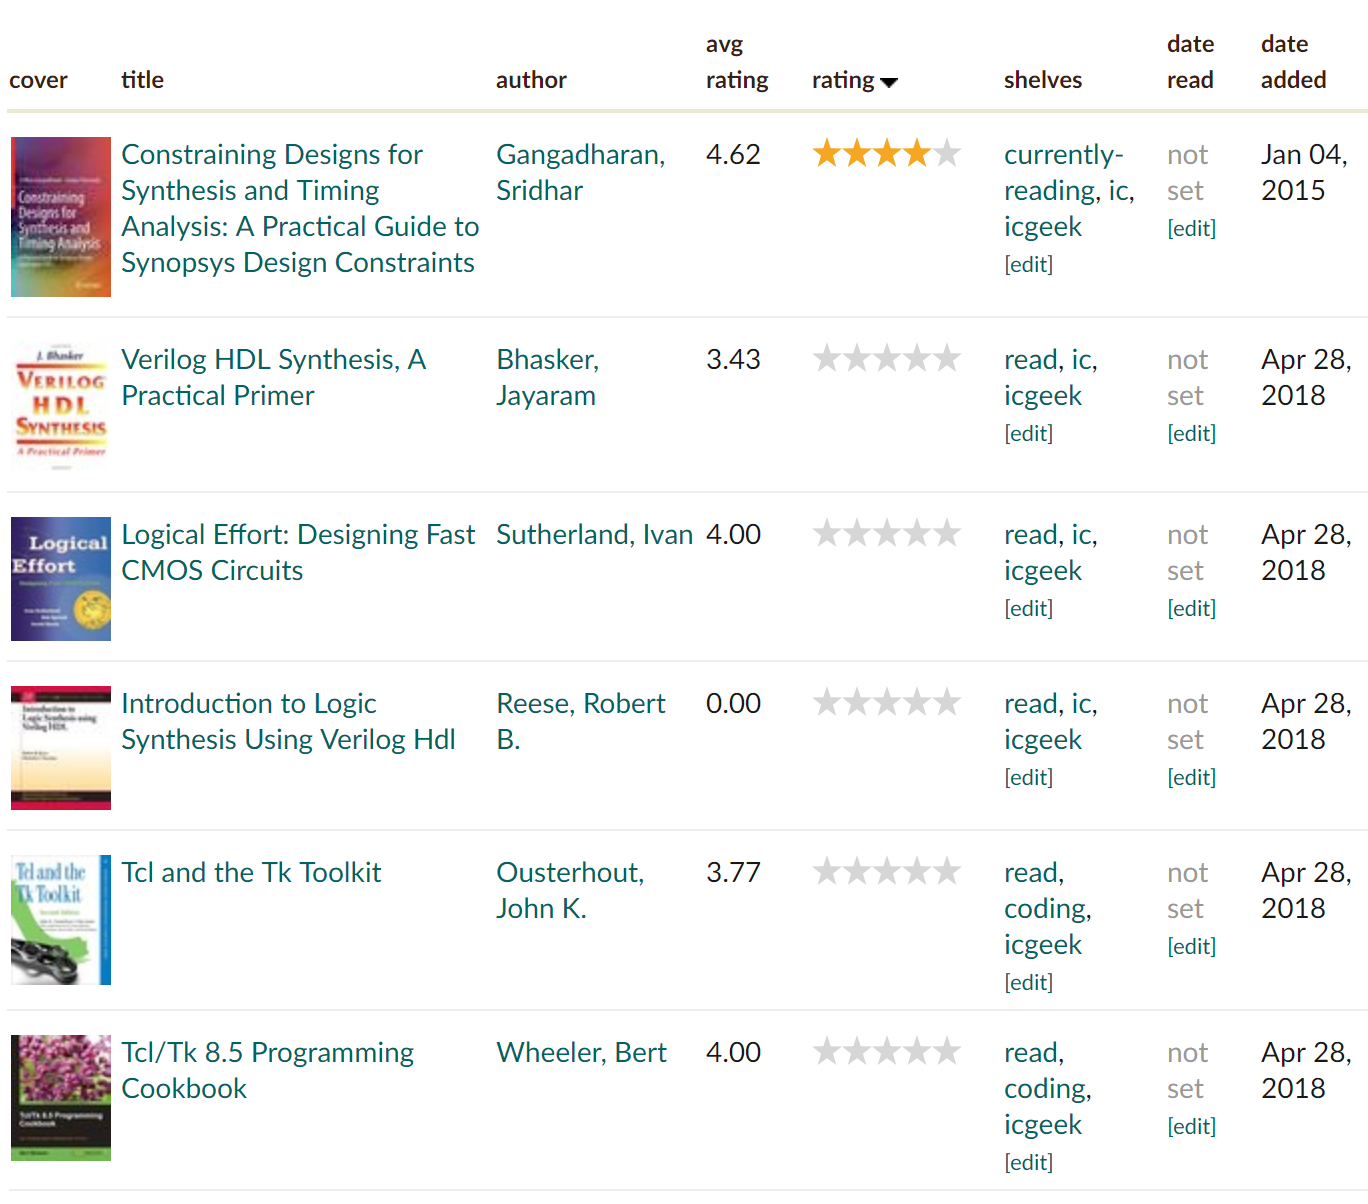 cover title author avg rating rating shelves date read date added
Constraining Designs for
Synthesis and Timing
Analysis: A Practical Guide to
Synopsys Design Constraints
Gangadharan,
Sridhar
4.62
currently-
reading, ic,
icgeek
[edit]
not
set
[edit]
Jan 04,
2015
Constraining
Designs for
Synthesis and
Timing Analysis
Verilog HDL Synthesis, A
Practical Primer
Bhasker,
Jayaram
3.43
read, ic,
icgeek
[edit]
not
set
[edit]
Apr 28,
2018
J. Bhasker
VERILOG
HDL
SYNTHESIS
A Practical Primer
Logical Effort: Designing Fast
CMOS Circuits
Sutherland, Ivan
4.00
read, ic,
icgeek
[edit]
not
set
[edit]
Apr 28,
2018
Logical
Effort
Introduction to Logic
Synthesis Using Verilog Hdl
Reese, Robert
B.
0.00
read, ic,
icgeek
[edit]
not
set
[edit]
Apr 28,
2018
Introduction to
Logic Synthesis using
Verilog HDL
Tcl and the Tk Toolkit
Ousterhout,
John K.
3.77
read,
coding,
icgeek
[edit]
not
set
[edit]
Apr 28,
2018
Tcl and the
Tk Toolkit
Tcl/Tk 8.5 Programming
Cookbook
Wheeler, Bert
4.00
read,
coding,
icgeek
[edit]
not
set
[edit]
Apr 28,
2018
Tcl/Tk 8.5 Programming
Cookbook